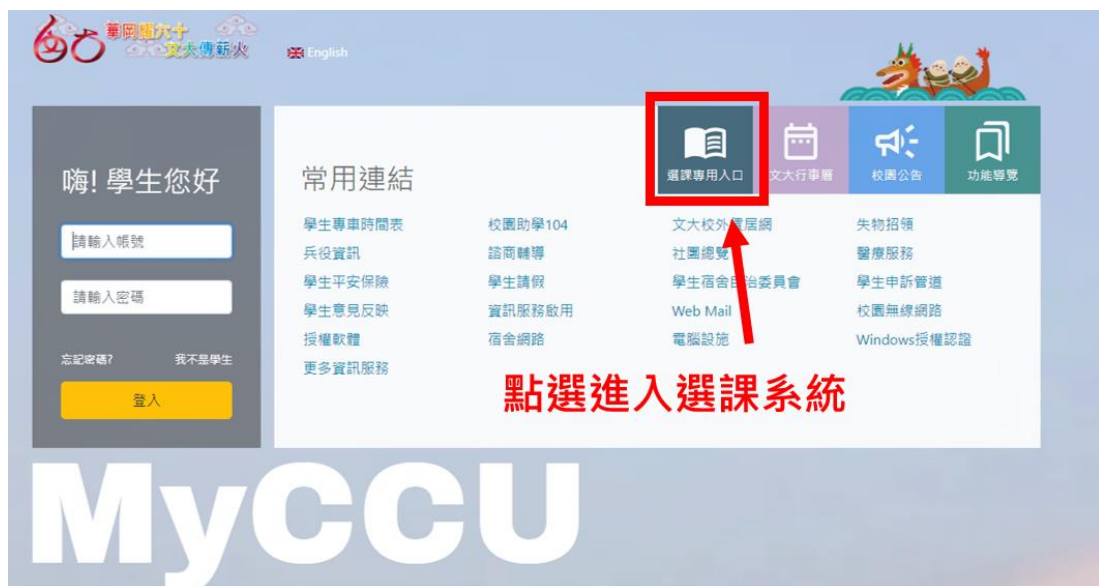 華岡耀六十
文大傳薪火
English
嗨! 學生您好
請輸入帳號
請輸入密碼
忘記密碼? 我不是學生
登入
選課專用入口 文大行事曆 校園公告 功能導覽
常用連結
學生專車時間表 校園助學104 文大校外賃居網 失物招領
兵役資訊 諮商輔導 社團總覽 醫療服務
學生平安保險 學生請假 學生宿舍自治委員會 學生申訴管道
學生意見反映 資訊服務啟用 Web Mail 校園無線網路
授權軟體 宿舍網路 電腦設施 Windows授權認證
更多資訊服務
點選進入選課系統
MyCCU